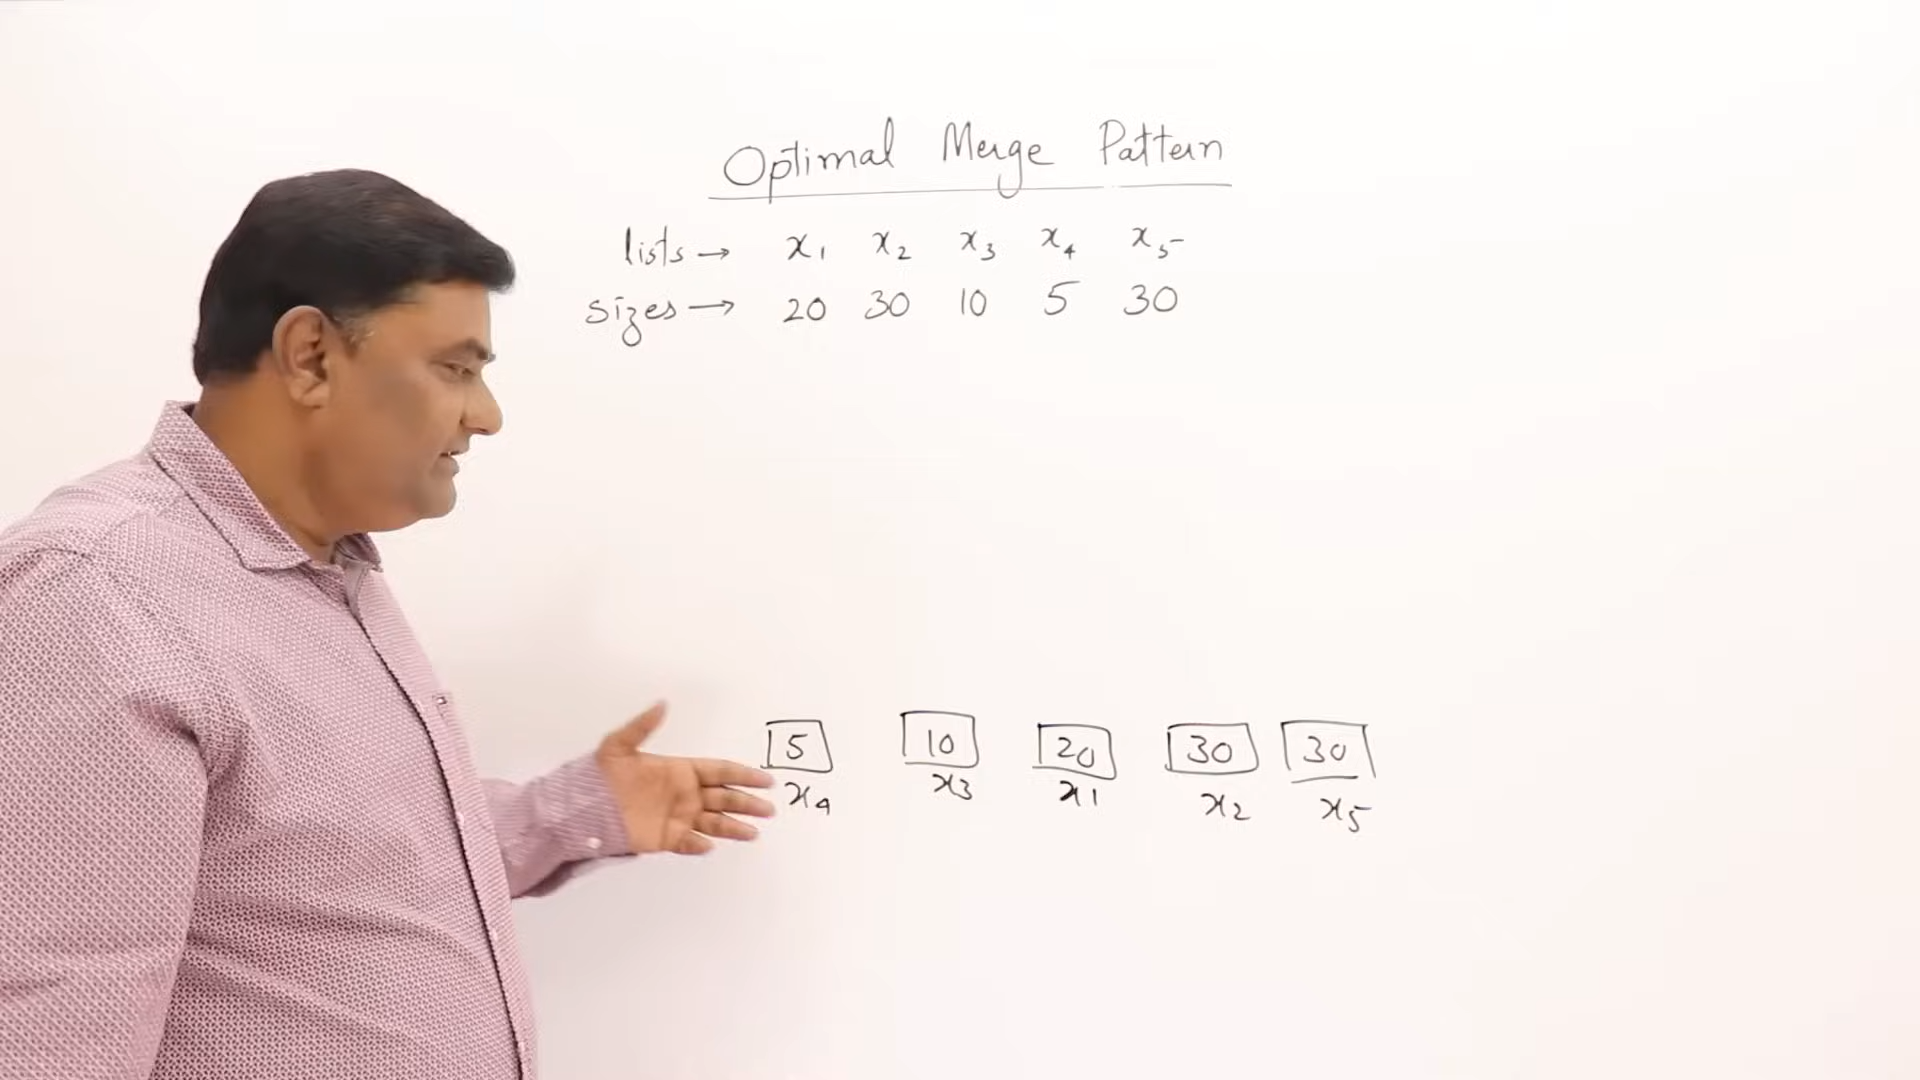 Optimal Merge Pattern
lists → x₁ x₂ x₃ x₄ x₅
sizes → 20 30 10 5 30
5 10 20 30 30
x₄ x₃ x₁ x₂ x₅